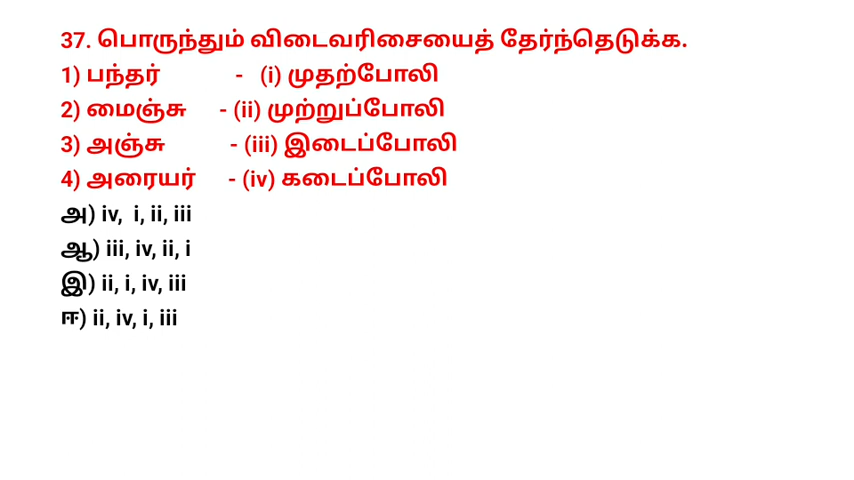 37. பொருந்தும் விடைவரிசையைத் தேர்ந்தெடுக்க.
1) பந்தர் - (i) முதற்போலி
2) மைஞ்சு - (ii) முற்றுப்போலி
3) அஞ்சு - (iii) இடைப்போலி
4) அரையர் - (iv) கடைப்போலி
அ) iv, i, ii, iii
ஆ) iii, iv, ii, i
இ) ii, i, iv, iii
ஈ) ii, iv, i, iii